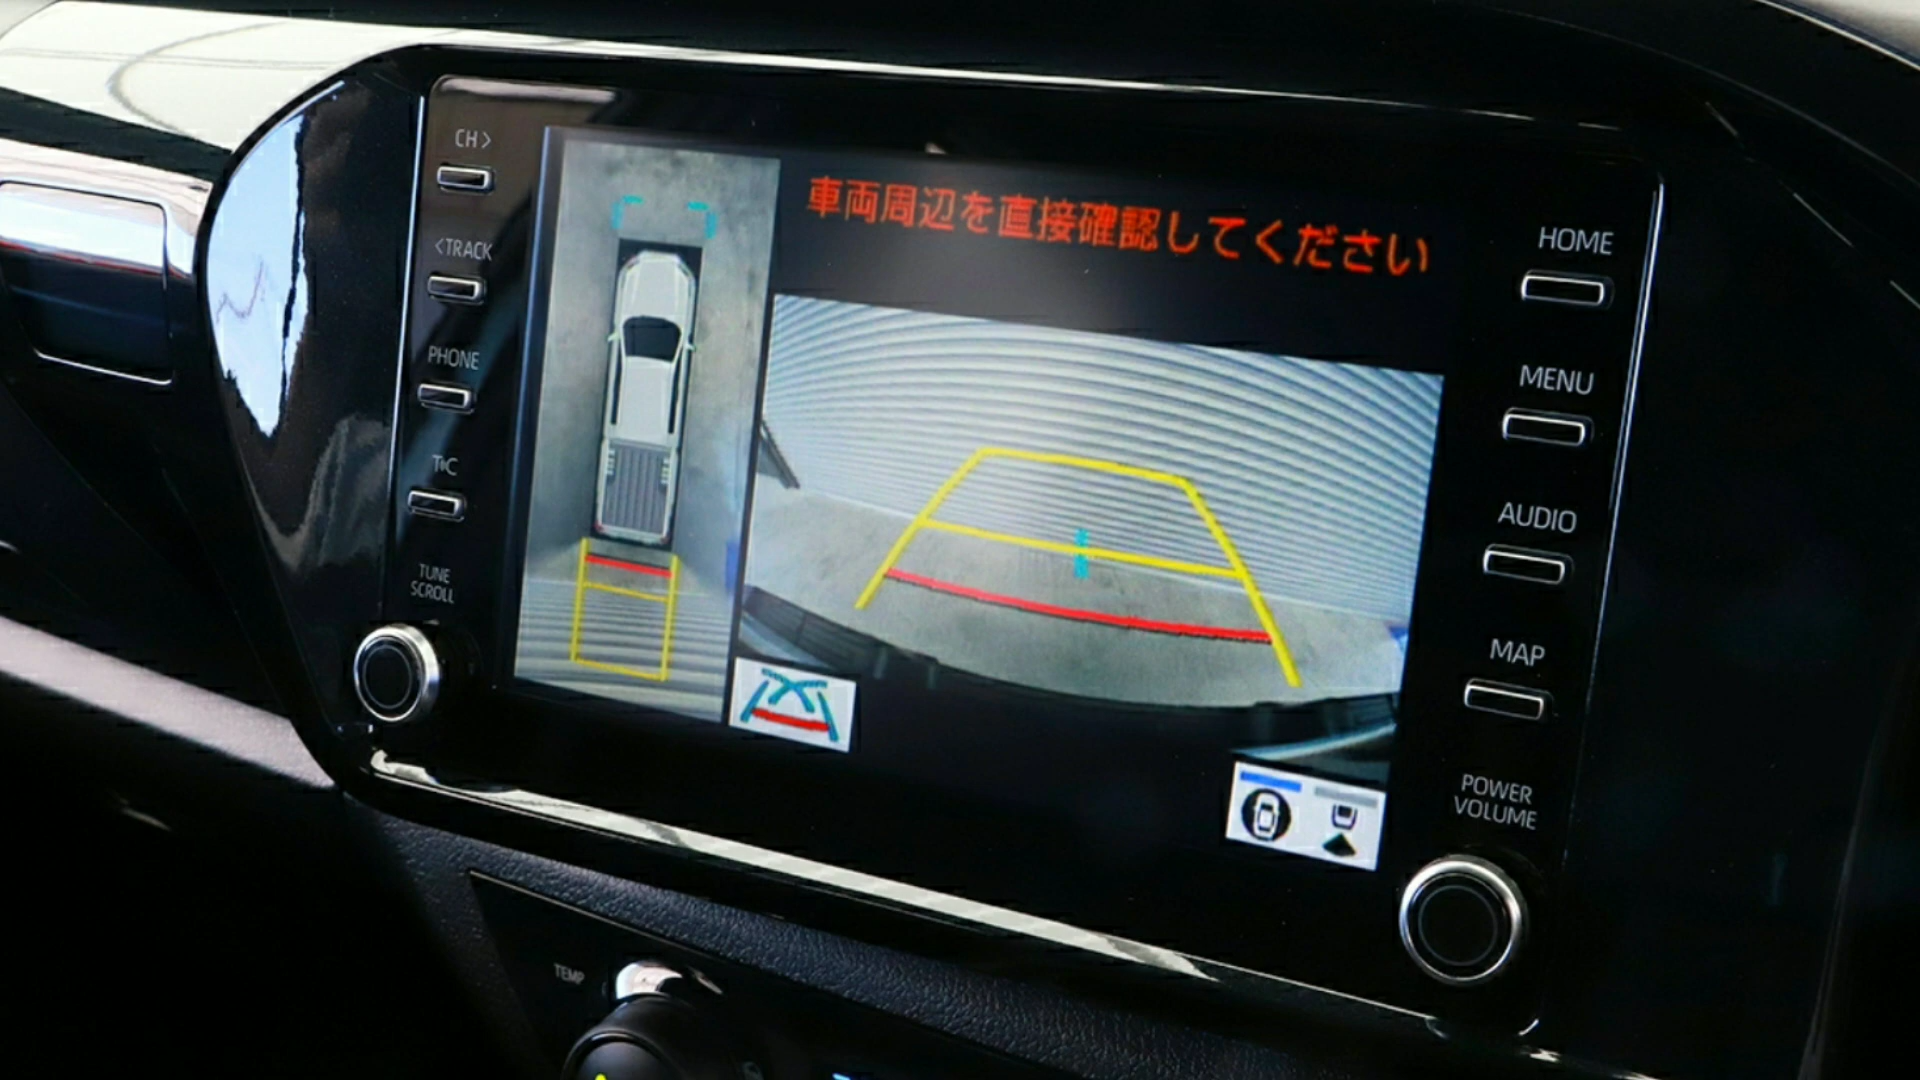 CH>
<TRACK
PHONE
T•C
TUNE
SCROLL
車両周辺を直接確認してください
HOME
MENU
AUDIO
MAP
POWER
VOLUME
TEMP